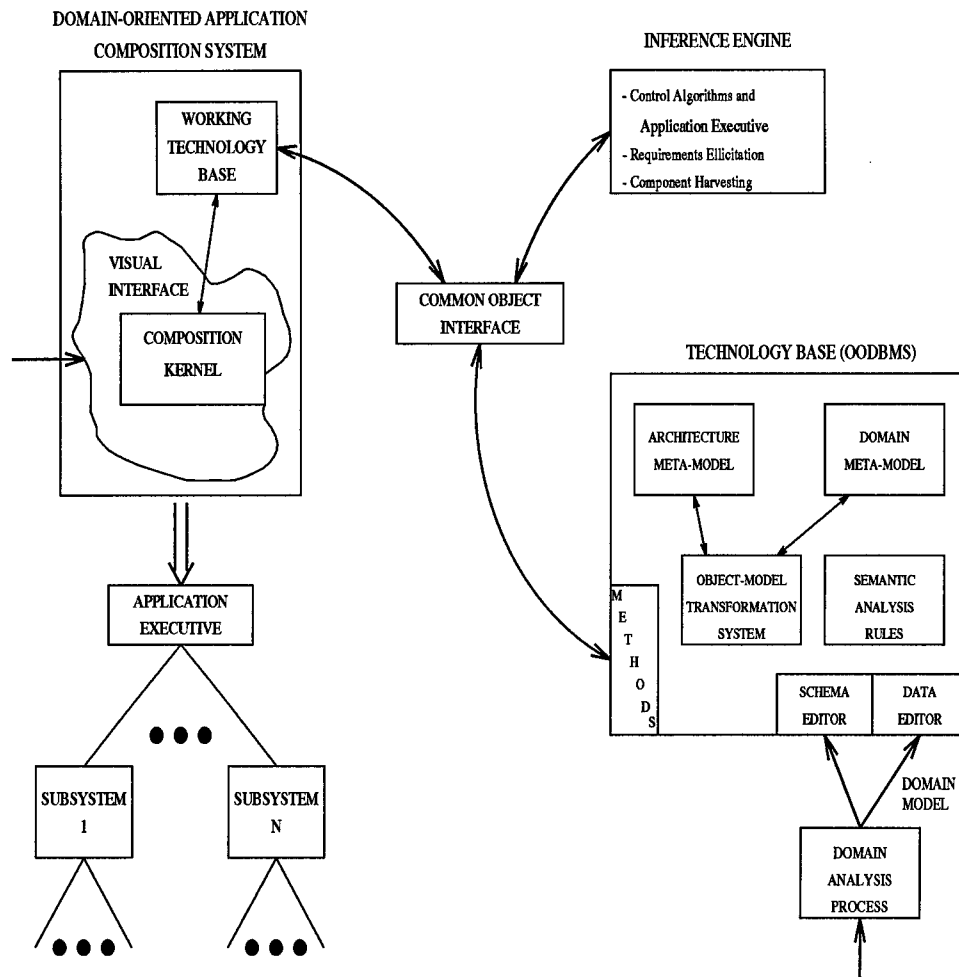 DOMAIN-ORIENTED APPLICATION
COMPOSITION SYSTEM
WORKING
TECHNOLOGY
BASE
VISUAL
INTERFACE
COMPOSITION
KERNEL
INFERENCE ENGINE
- Control Algorithms and
Application Executive
- Requirements Ellicitation
- Component Harvesting
COMMON OBJECT
INTERFACE
TECHNOLOGY BASE (OODBMS)
ARCHITECTURE
META-MODEL
DOMAIN
META-MODEL
OBJECT-MODEL
TRANSFORMATION
SYSTEM
SEMANTIC
ANALYSIS
RULES
METHODS
SCHEMA
EDITOR
DATA
EDITOR
DOMAIN
MODEL
DOMAIN
ANALYSIS
PROCESS
APPLICATION
EXECUTIVE
SUBSYSTEM
1
SUBSYSTEM
N